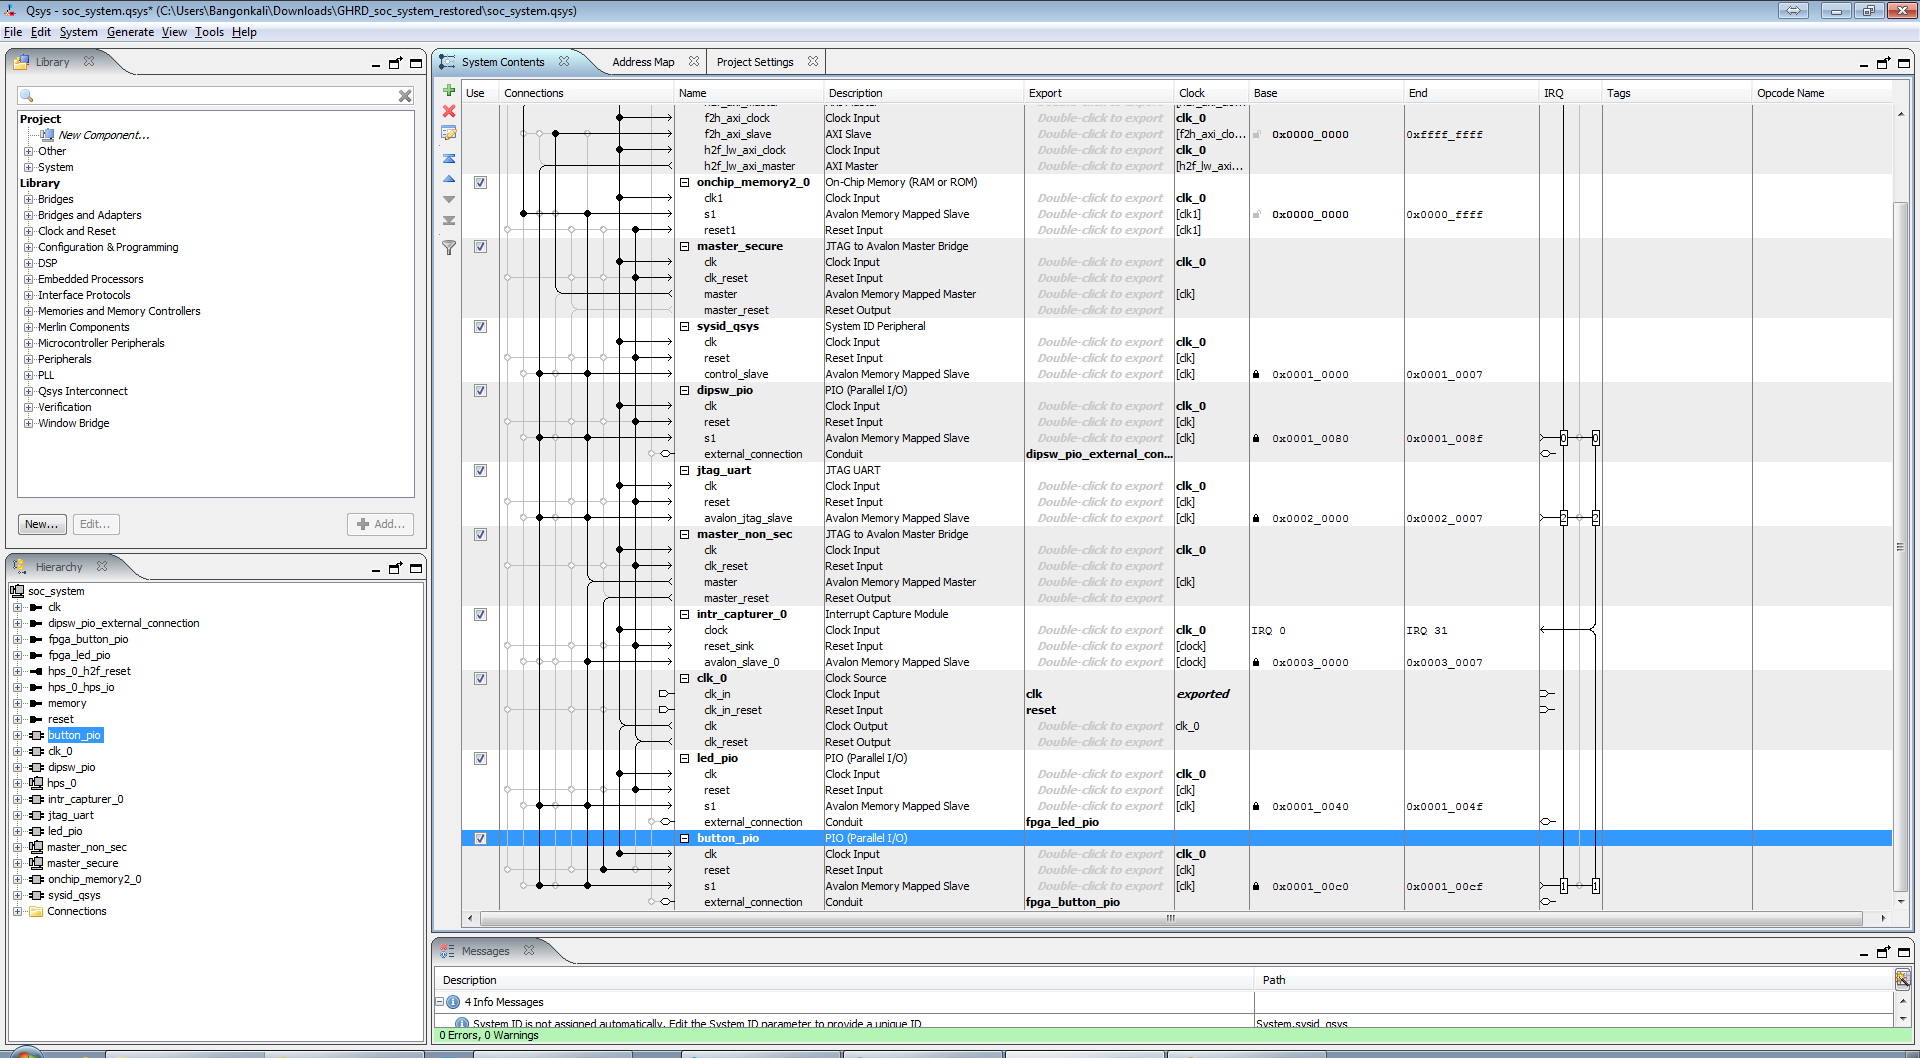 Qsys - soc_system.qsys* (C:\Users\Bangonkali\Downloads\GHRD_soc_system_restored\soc_system.qsys)
File Edit System Generate View Tools Help
Library
Project
New Component...
Other
System
Library
Bridges
Bridges and Adapters
Clock and Reset
Configuration & Programming
DSP
Embedded Processors
Interface Protocols
Memories and Memory Controllers
Merlin Components
Microcontroller Peripherals
Peripherals
PLL
Qsys Interconnect
Verification
Window Bridge
New... Edit... Add...
Hierarchy
soc_system
clk
dipsw_pio_external_connection
fpga_button_pio
fpga_led_pio
hps_0_h2f_reset
hps_0_hps_io
memory
reset
button_pio
clk_0
dipsw_pio
hps_0
intr_capturer_0
jtag_uart
led_pio
master_non_sec
master_secure
onchip_memory2_0
sysid_qsys
Connections
System Contents Address Map Project Settings
Use Connections Name Description Export Clock Base End IRQ Tags Opcode Name
f2h_axi_clock Clock Input Double-click to export clk_0
f2h_axi_slave AXI Slave Double-click to export [f2h_axi_clo... 0x0000_0000 0xffff_ffff
h2f_lw_axi_clock Clock Input Double-click to export clk_0
h2f_lw_axi_master AXI Master Double-click to export [h2f_lw_axi...
onchip_memory2_0 On-Chip Memory (RAM or ROM)
clk1 Clock Input Double-click to export clk_0
s1 Avalon Memory Mapped Slave Double-click to export [clk1] 0x0000_0000 0x0000_ffff
reset1 Reset Input Double-click to export [clk1]
master_secure JTAG to Avalon Master Bridge
clk Clock Input Double-click to export clk_0
clk_reset Reset Input Double-click to export
master Avalon Memory Mapped Master Double-click to export [clk]
master_reset Reset Output Double-click to export
sysid_qsys System ID Peripheral
clk Clock Input Double-click to export clk_0
reset Reset Input Double-click to export [clk]
control_slave Avalon Memory Mapped Slave Double-click to export [clk] 0x0001_0000 0x0001_0007
dipsw_pio PIO (Parallel I/O)
clk Clock Input Double-click to export clk_0
reset Reset Input Double-click to export [clk]
s1 Avalon Memory Mapped Slave Double-click to export [clk] 0x0001_0080 0x0001_008f 0 0
external_connection Conduit dipsw_pio_external_con...
jtag_uart JTAG UART
clk Clock Input Double-click to export clk_0
reset Reset Input Double-click to export [clk]
avalon_jtag_slave Avalon Memory Mapped Slave Double-click to export [clk] 0x0002_0000 0x0002_0007 2 2
master_non_sec JTAG to Avalon Master Bridge
clk Clock Input Double-click to export clk_0
clk_reset Reset Input Double-click to export
master Avalon Memory Mapped Master Double-click to export [clk]
master_reset Reset Output Double-click to export
intr_capturer_0 Interrupt Capture Module
clock Clock Input Double-click to export clk_0 IRQ 0 IRQ 31
reset_sink Reset Input Double-click to export [clock]
avalon_slave_0 Avalon Memory Mapped Slave Double-click to export [clock] 0x0003_0000 0x0003_0007
clk_0 Clock Source
clk_in Clock Input clk exported
clk_in_reset Reset Input reset
clk Clock Output Double-click to export clk_0
clk_reset Reset Output Double-click to export
led_pio PIO (Parallel I/O)
clk Clock Input Double-click to export clk_0
reset Reset Input Double-click to export [clk]
s1 Avalon Memory Mapped Slave Double-click to export [clk] 0x0001_0040 0x0001_004f
external_connection Conduit fpga_led_pio
button_pio PIO (Parallel I/O)
clk Clock Input Double-click to export clk_0
reset Reset Input Double-click to export [clk]
s1 Avalon Memory Mapped Slave Double-click to export [clk] 0x0001_00c0 0x0001_00cf 1 1
external_connection Conduit fpga_button_pio
Messages
Description Path
4 Info Messages
System ID is not assigned automatically. Edit the System ID parameter to provide a unique ID System.sysid_qsys
0 Errors, 0 Warnings